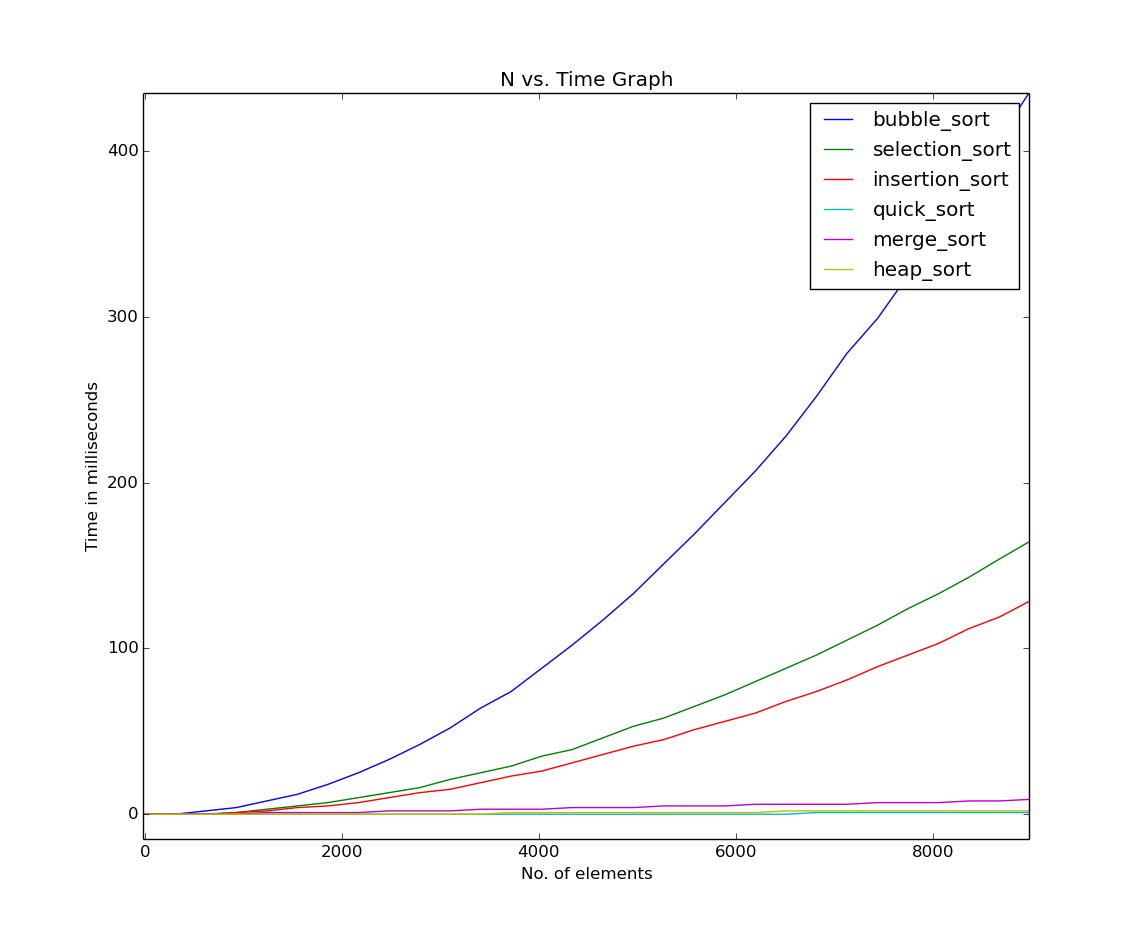 N vs. Time Graph
bubble_sort
selection_sort
insertion_sort
quick_sort
merge_sort
heap_sort
400
300
200
100
0
Time in milliseconds
0 2000 4000 6000 8000
No. of elements